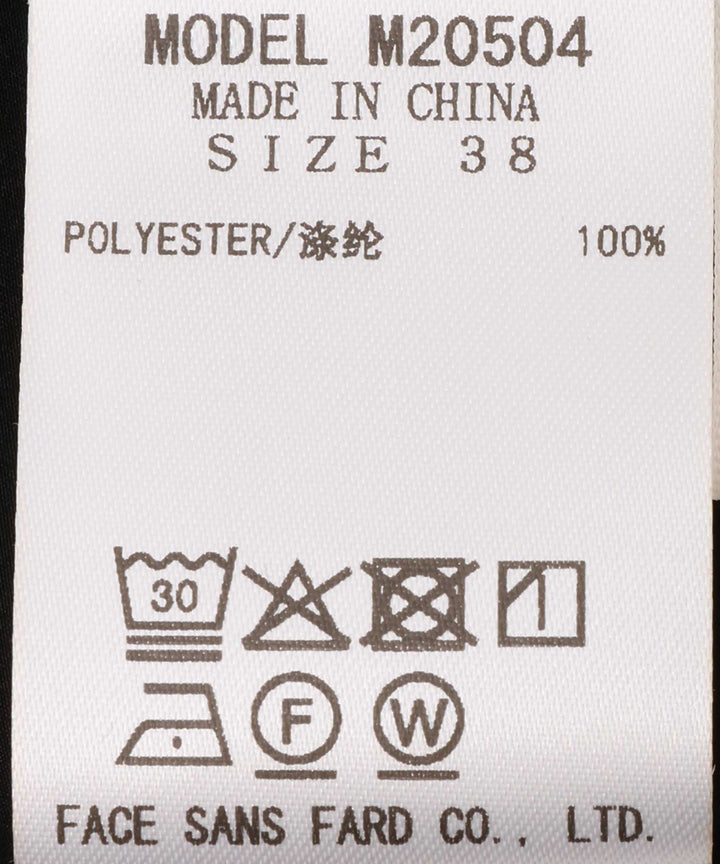 MODEL M20504
MADE IN CHINA
SIZE 38
POLYESTER/涤纶 100%
30
F W
FACE SANS FARD CO., LTD.